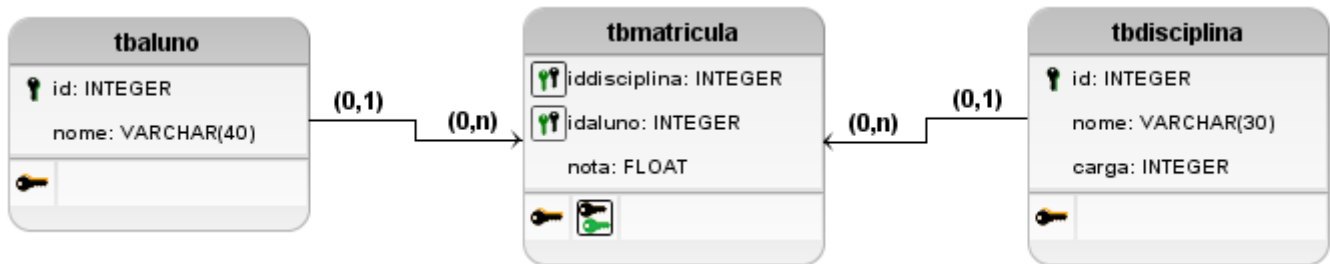 tbaluno
id: INTEGER
nome: VARCHAR(40)
(0,1)
(0,n)
tbmatricula
iddisciplina: INTEGER
idaluno: INTEGER
nota: FLOAT
(0,n)
(0,1)
tbdisciplina
id: INTEGER
nome: VARCHAR(30)
carga: INTEGER